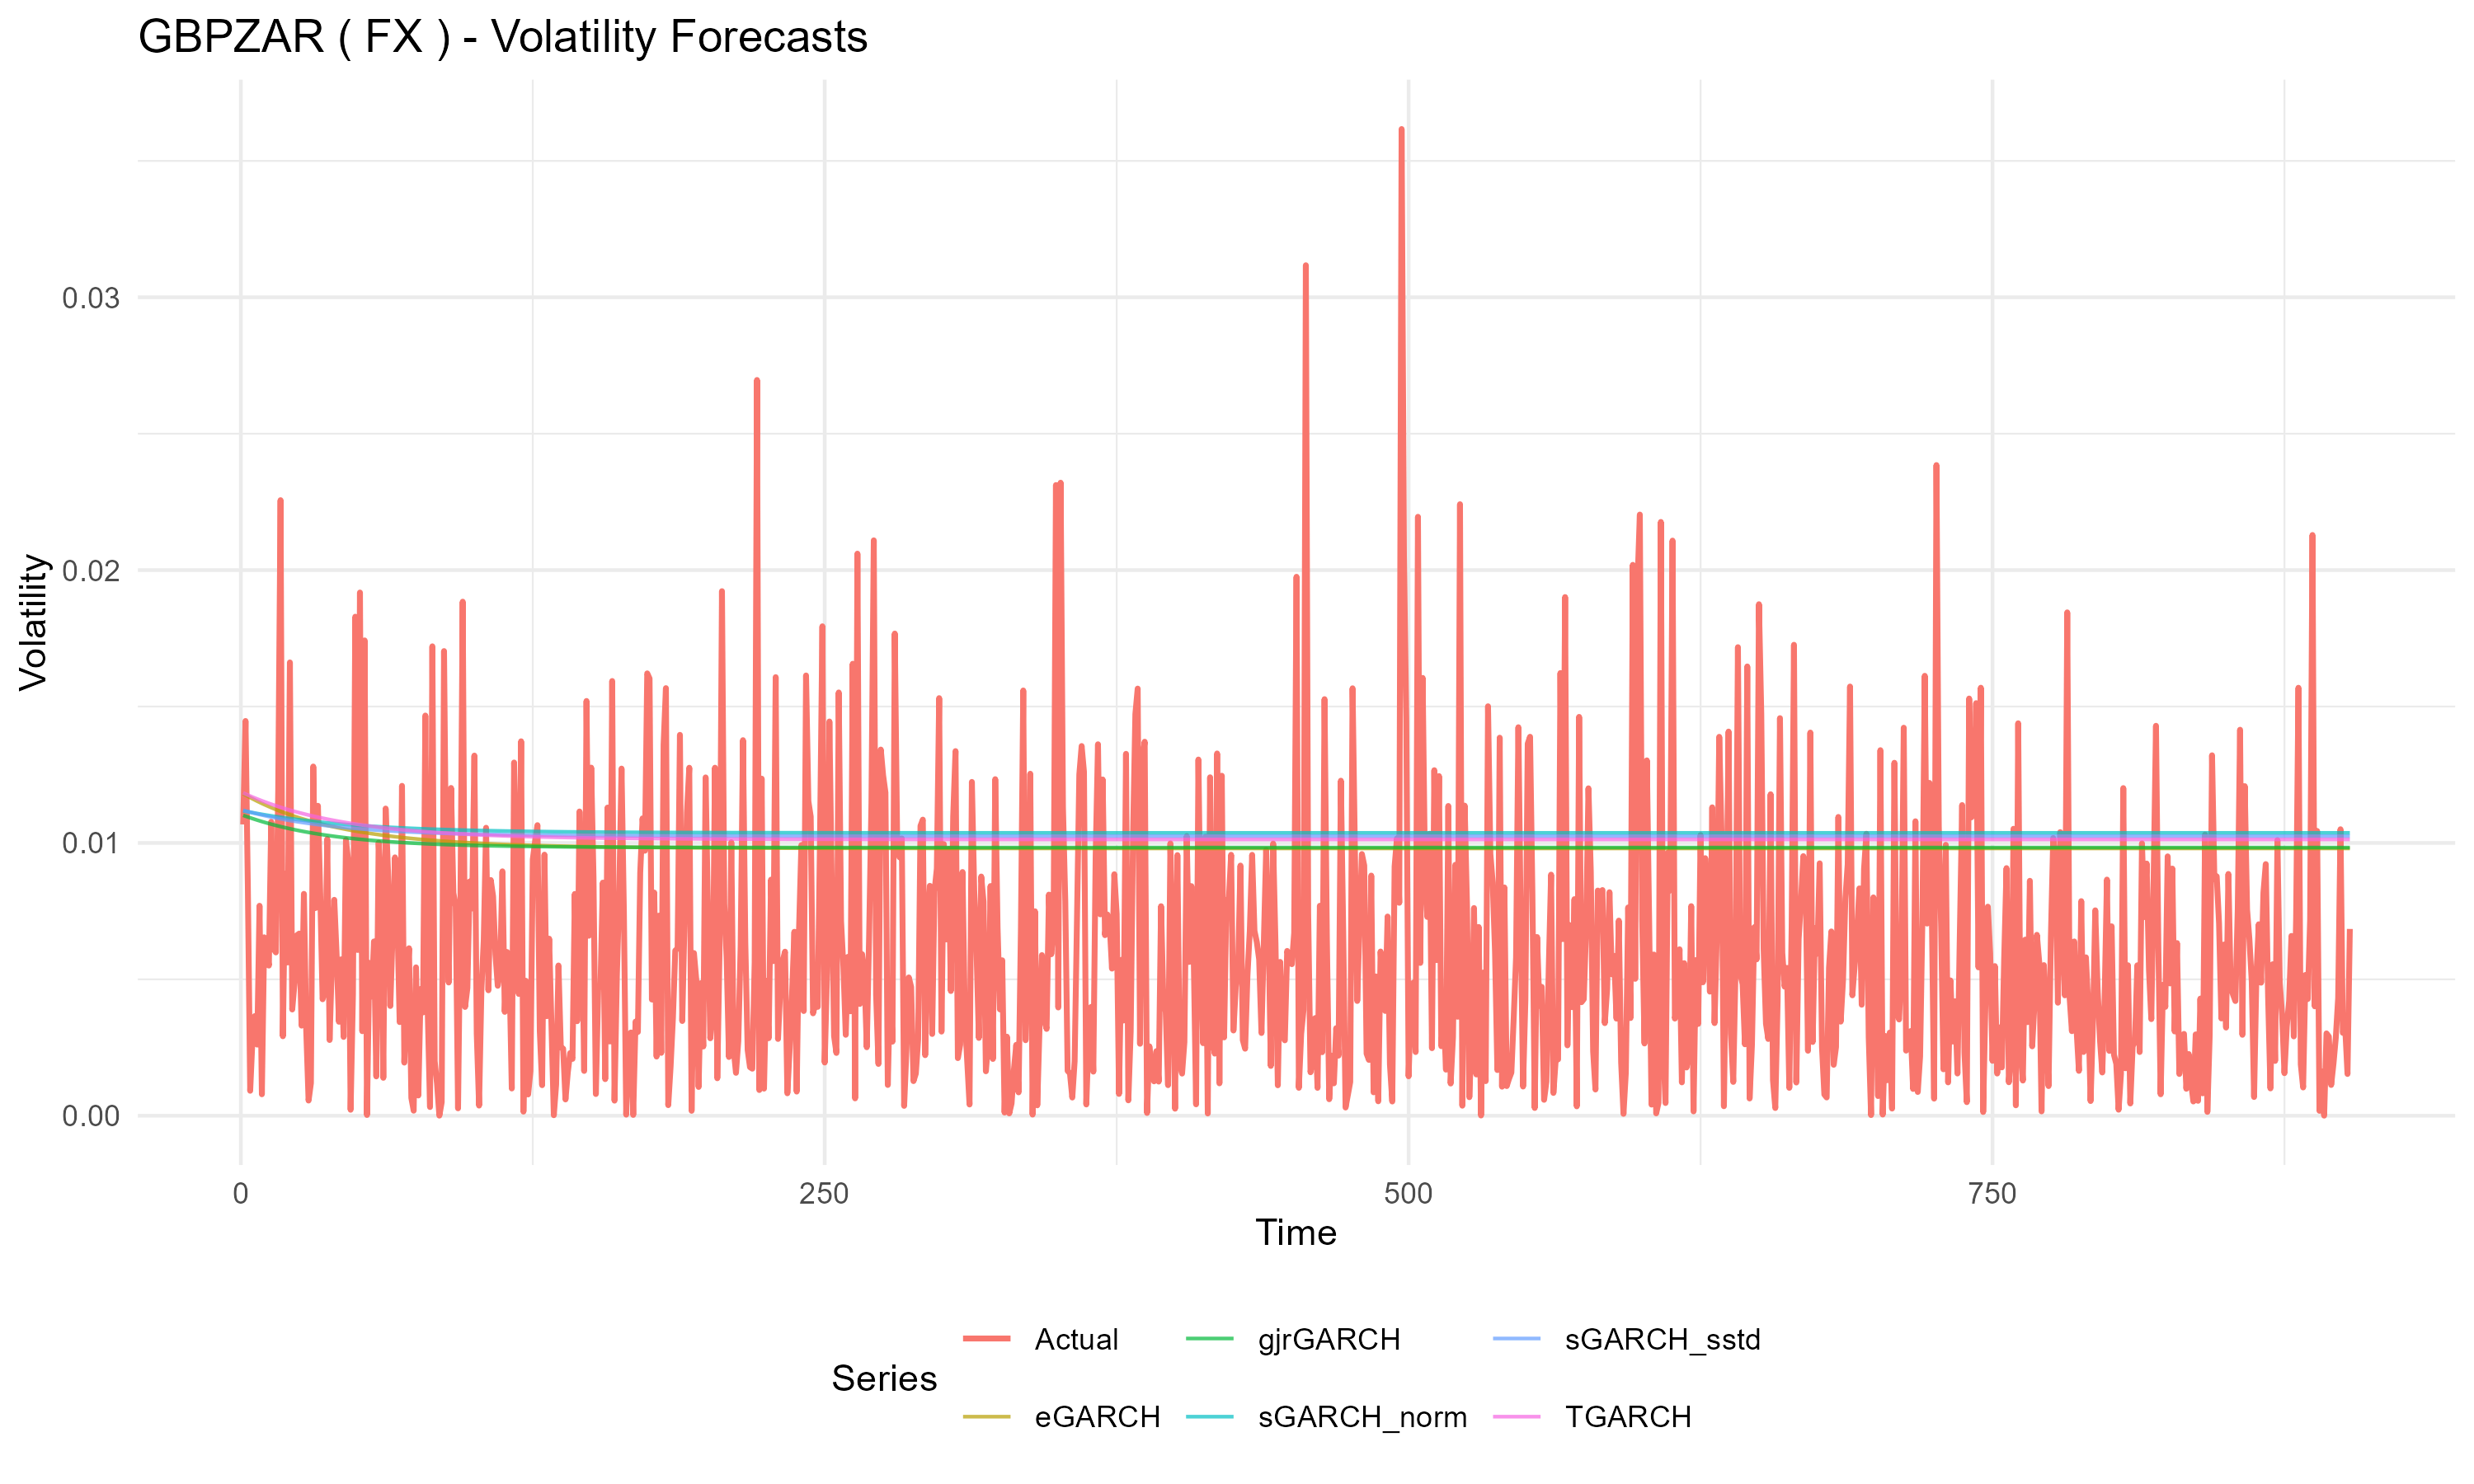 GBPZAR ( FX ) - Volatility Forecasts
Volatility
0.03
0.02
0.01
0.00
0 250 500 750
Time
Series
Actual gjrGARCH sGARCH_sstd
eGARCH sGARCH_norm TGARCH